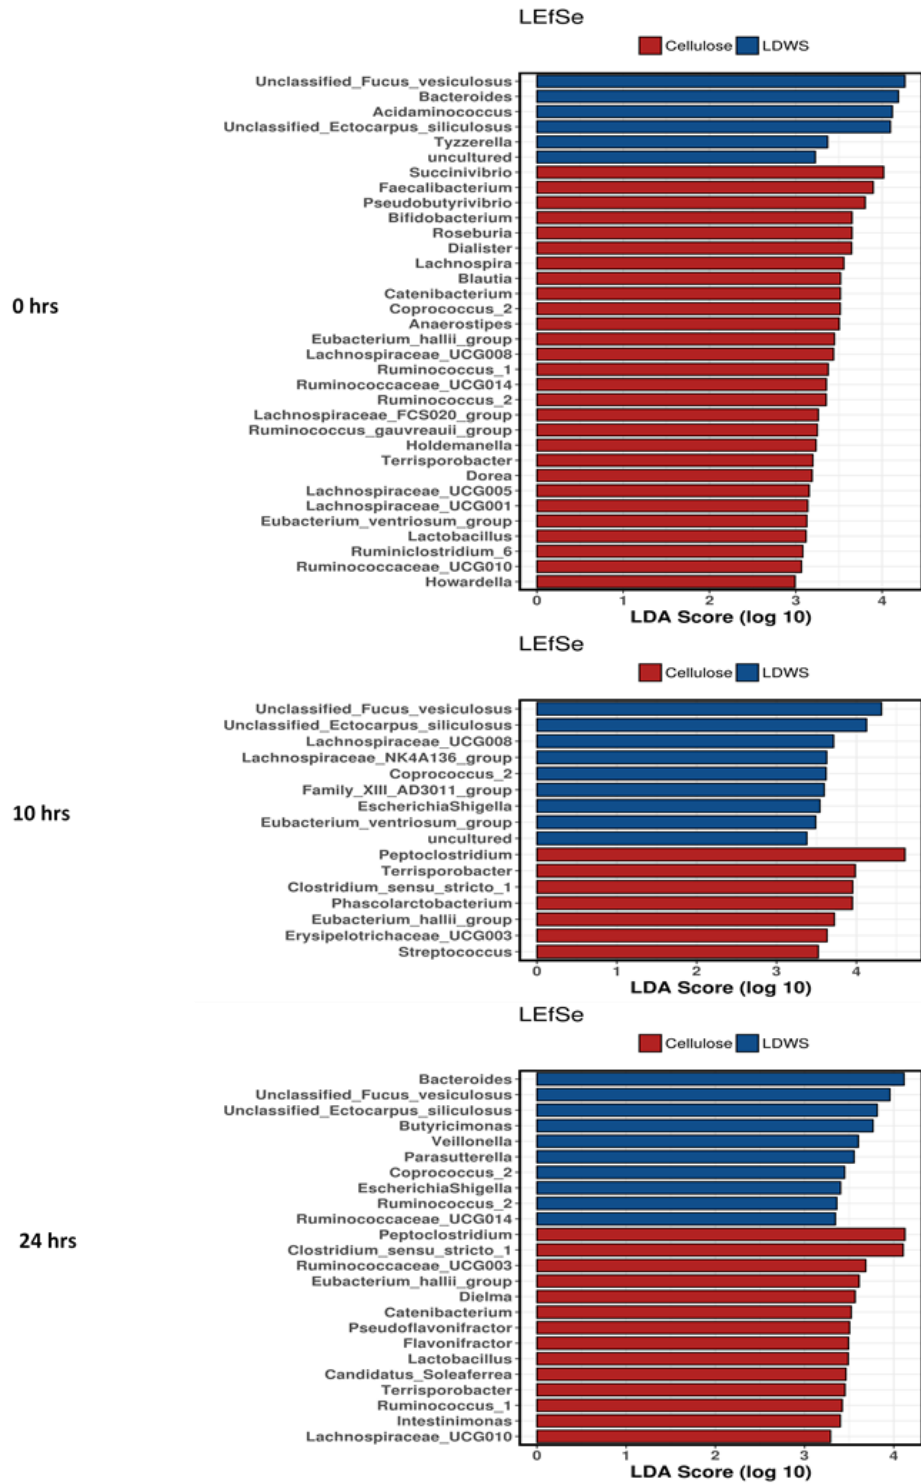 LEfSe
Cellulose LDWS
Unclassified_Fucus_vesiculosus
Bacteroides
Acidaminococcus
Unclassified_Ectocarpus_siliculosus
Tyzzerella
uncultured
Succinivibrio
Faecalibacterium
Pseudobutyrivibrio
Bifidobacterium
Roseburia
Dialister
Lachnospira
Blautia
Catenibacterium
Coprococcus_2
Anaerostipes
Eubacterium_hallii_group
Lachnospiraceae_UCG008
Ruminococcus_1
Ruminococcaceae_UCG014
Ruminococcus_2
Lachnospiraceae_FCS020_group
Ruminococcus_gauvreauii_group
Holdemanella
Terrisporobacter
Dorea
Lachnospiraceae_UCG005
Lachnospiraceae_UCG001
Eubacterium_ventriosum_group
Lactobacillus
Ruminiclostridium_6
Ruminococcaceae_UCG010
Howardella
0 hrs
0 1 2 3 4
LDA Score (log 10)
LEfSe
Cellulose LDWS
Unclassified_Fucus_vesiculosus
Unclassified_Ectocarpus_siliculosus
Lachnospiraceae_UCG008
Lachnospiraceae_NK4A136_group
Coprococcus_2
Family_XIII_AD3011_group
EscherichiaShigella
Eubacterium_ventriosum_group
uncultured
Peptoclostridium
Terrisporobacter
Clostridium_sensu_stricto_1
Phascolarctobacterium
Eubacterium_hallii_group
Erysipelotrichaceae_UCG003
Streptococcus
10 hrs
0 1 2 3 4
LDA Score (log 10)
LEfSe
Cellulose LDWS
Bacteroides
Unclassified_Fucus_vesiculosus
Unclassified_Ectocarpus_siliculosus
Butyricimonas
Veillonella
Parasutterella
Coprococcus_2
EscherichiaShigella
Ruminococcus_2
Ruminococcaceae_UCG014
Peptoclostridium
Clostridium_sensu_stricto_1
Ruminococcaceae_UCG003
Eubacterium_hallii_group
Dielma
Catenibacterium
Pseudoflavonifractor
Flavonifractor
Lactobacillus
Candidatus_Soleaferrea
Terrisporobacter
Ruminococcus_1
Intestinimonas
Lachnospiraceae_UCG010
24 hrs
0 1 2 3 4
LDA Score (log 10)